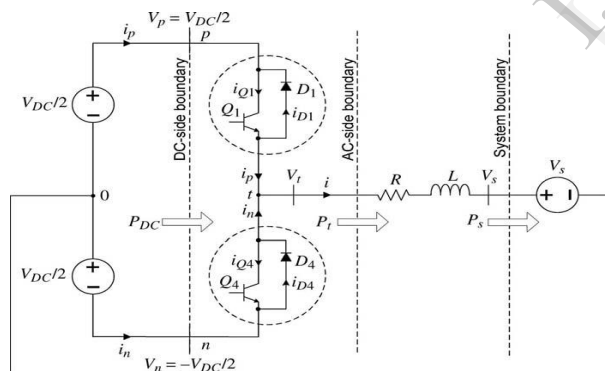 V_p = V_DC/2
i_p
p
V_DC/2
DC-side boundary
i_Q1
Q_1
D_1
i_D1
AC-side boundary
System boundary
i_p
V_t
i
R
L
V_s
V_s
0
t
i_n
P_DC
P_t
P_s
V_DC/2
i_Q4
Q_4
D_4
i_D4
i_n
n
V_n = –V_DC/2